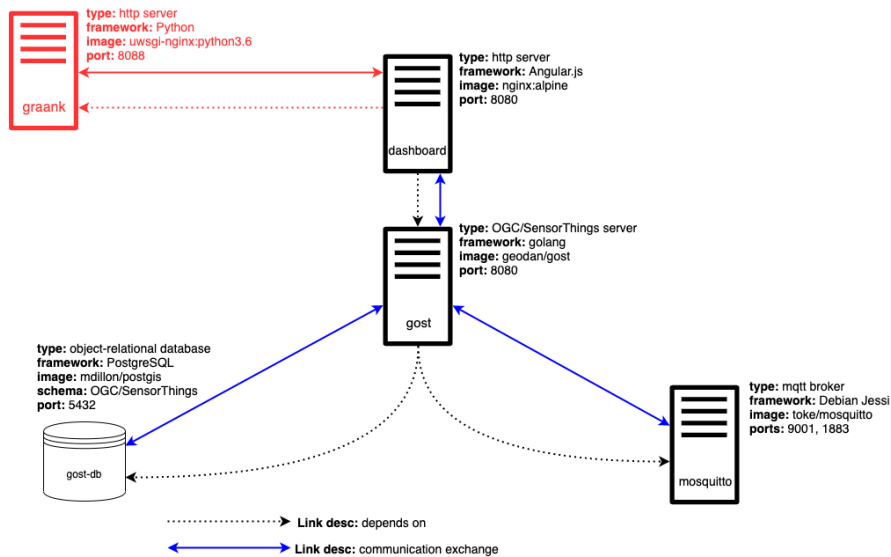 type: http server
framework: Python
image: uwsgi-nginx:python3.6
port: 8088
graank
type: http server
framework: Angular.js
image: nginx:alpine
port: 8080
dashboard
type: OGC/SensorThings server
framework: golang
image: geodan/gost
port: 8080
gost
type: object-relational database
framework: PostgreSQL
image: mdillon/postgis
schema: OGC/SensorThings
port: 5432
gost-db
type: mqtt broker
framework: Debian Jessi
image: toke/mosquitto
ports: 9001, 1883
mosquitto
Link desc: depends on
Link desc: communication exchange